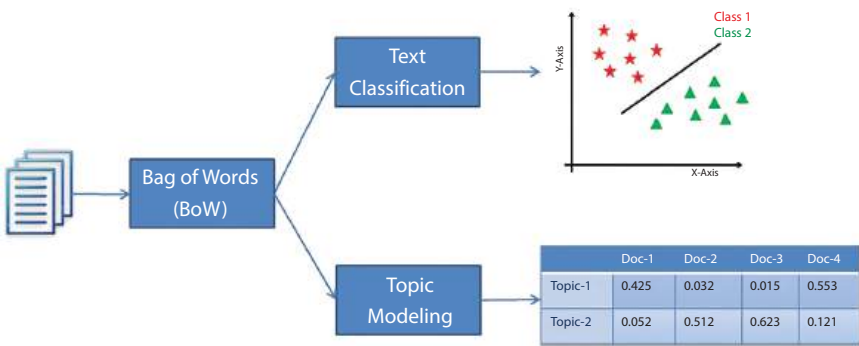 Text
Classification
Class 1
Class 2
Y-Axis
X-Axis
Bag of Words
(BoW)
Topic
Modeling
Doc-1 Doc-2 Doc-3 Doc-4
Topic-1 0.425 0.032 0.015 0.553
Topic-2 0.052 0.512 0.623 0.121